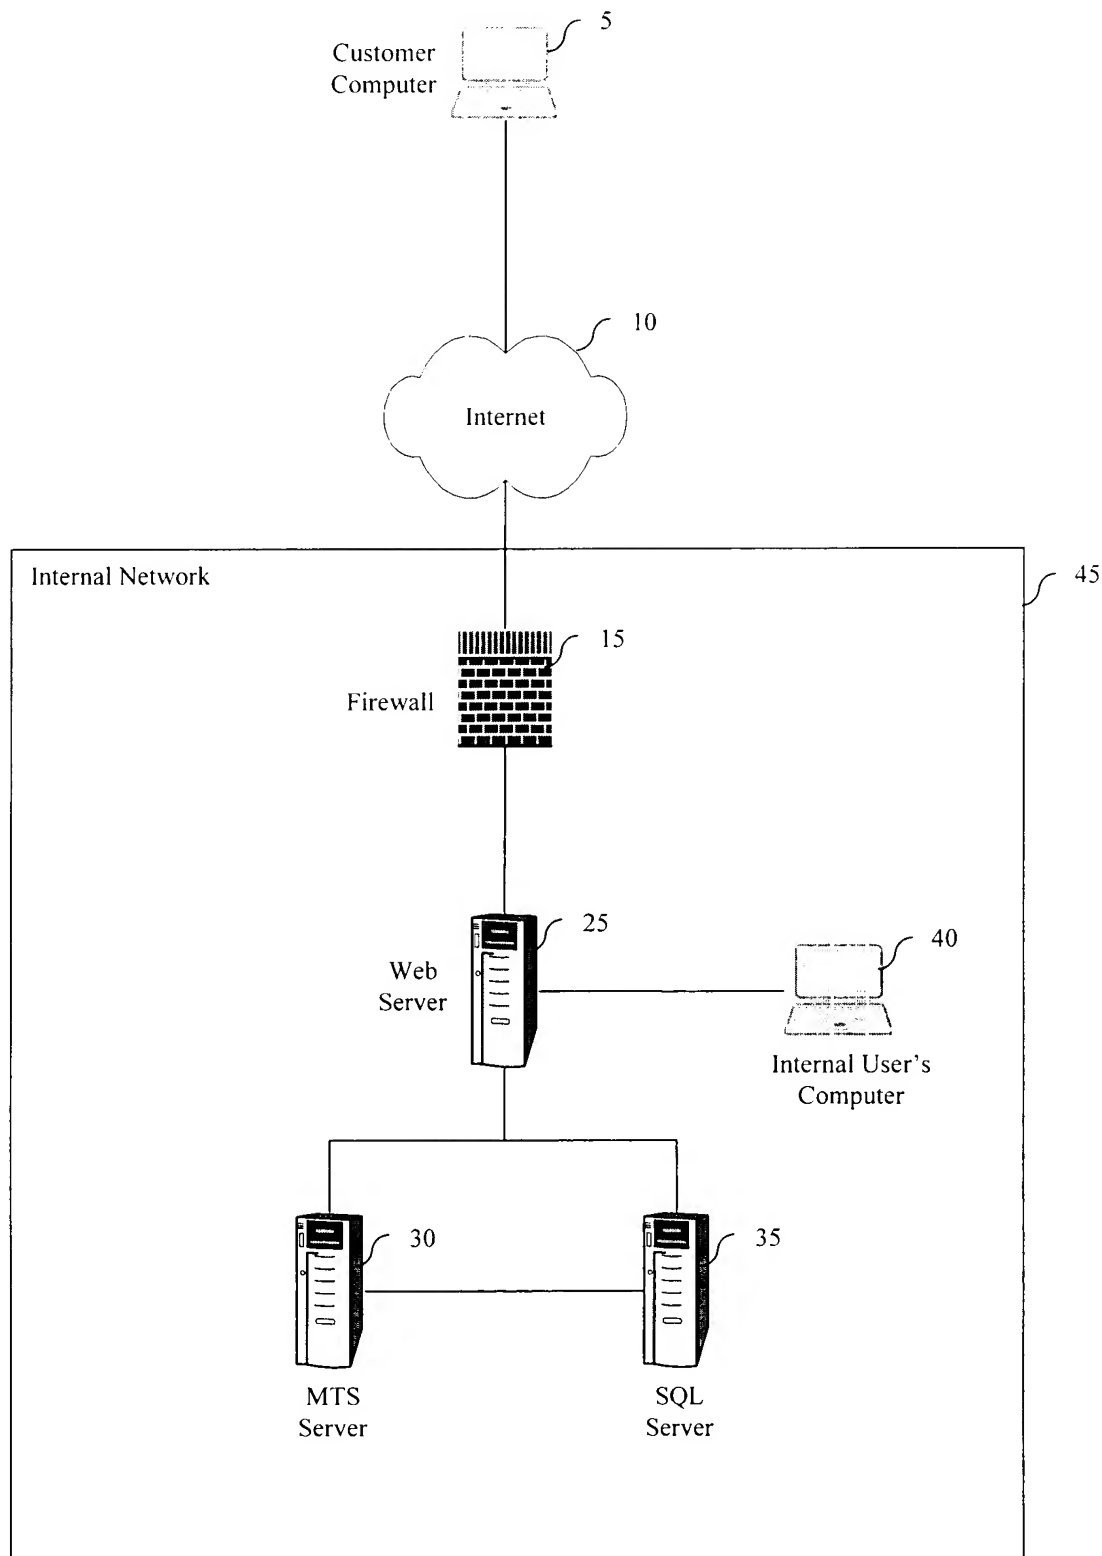 5
Customer
Computer
10
Internet
Internal Network
45
15
Firewall
25
Web
Server
40
Internal User's
Computer
30
35
MTS
Server
SQL
Server